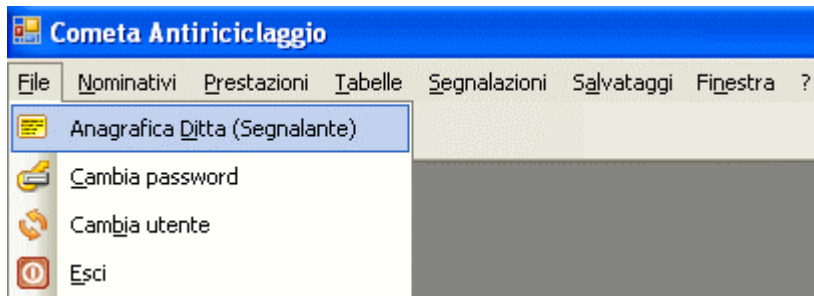 Cometa Antiriciclaggio
File Nominativi Prestazioni Tabelle Segnalazioni Salvataggi Finestra ?
Anagrafica Ditta (Segnalante)
Cambia password
Cambia utente
Esci